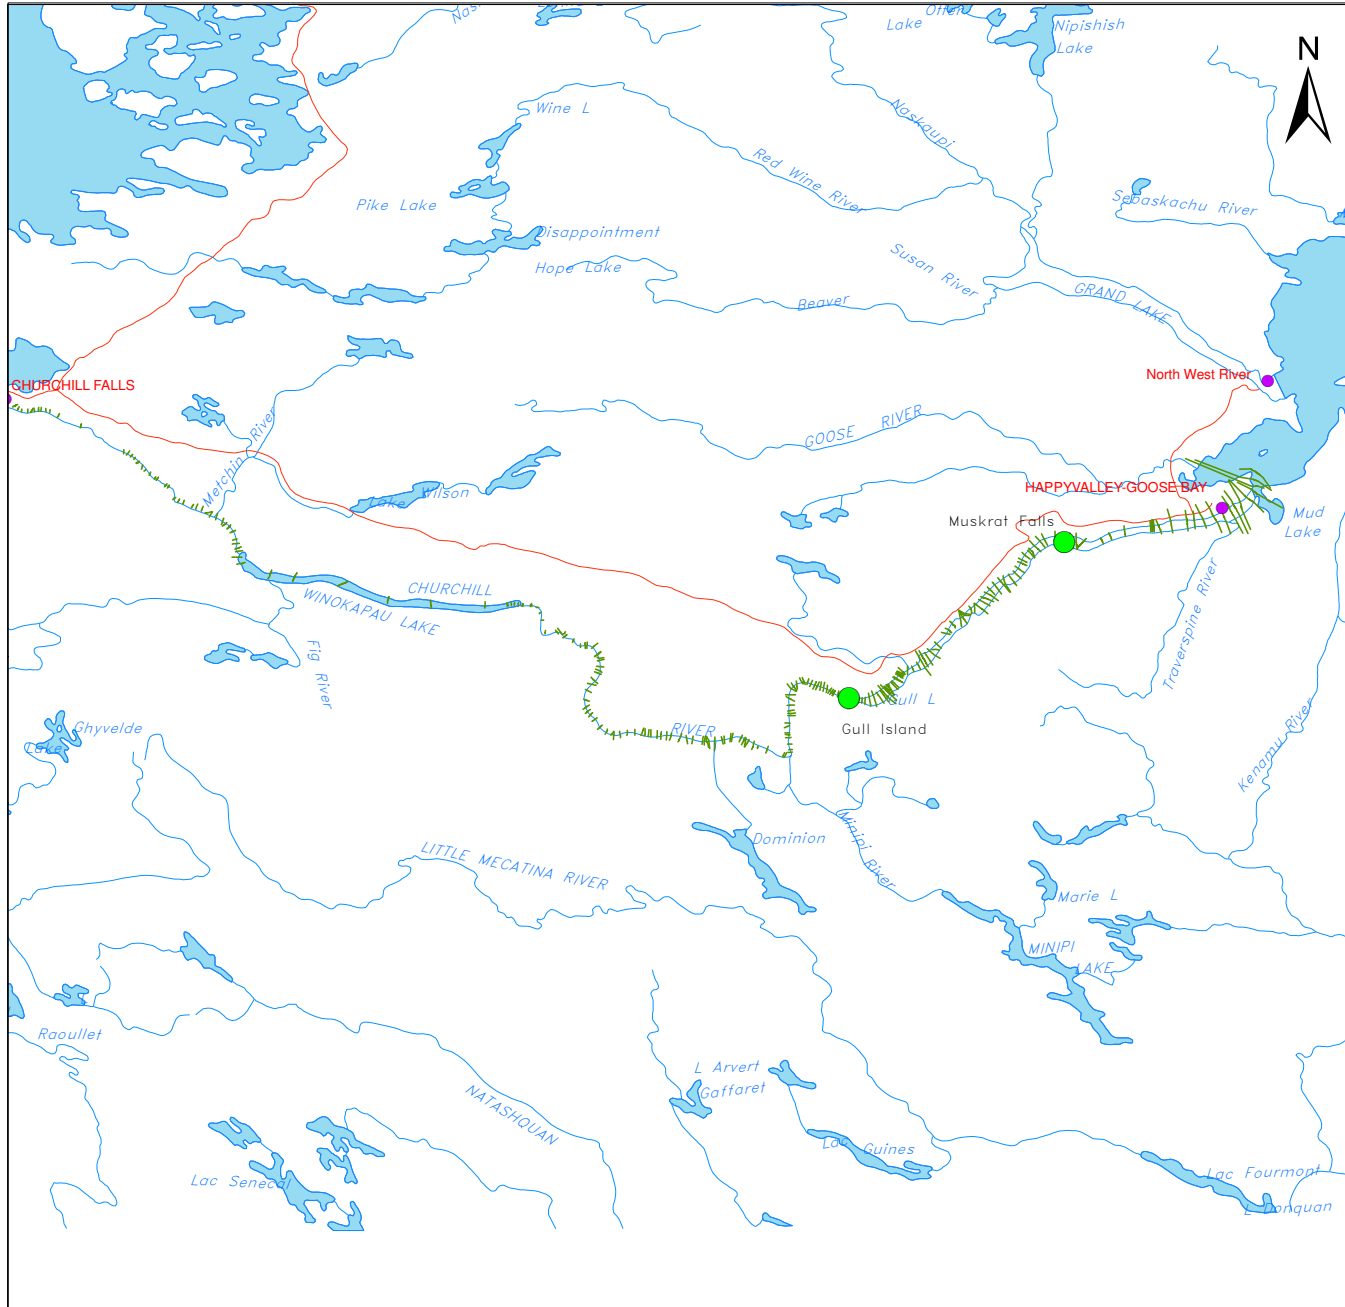 Lake
Nipishish
Lake
N
Wine L
Naskaupi
Red Wine River
Pike Lake
Sebaskachu River
Disappointment
Hope Lake
Susan River
Beaver
GRAND LAKE
North West River
CHURCHILL FALLS
GOOSE RIVER
Metchin River
Lake Wilson
HAPPYVALLEY-GOOSE BAY
Muskrat Falls
Mud
Lake
CHURCHILL
WINOKAPAU LAKE
Traverspine River
Fig River
Gull L
Gull Island
RIVER
Ghyvelde
Lake
Kenamu River
Minipi River
Dominion
LITTLE MECATINA RIVER
Marie L
MINIPI
LAKE
Raoullet
L Arvert
Gaffaret
NATASHQUAN
Lac Guines
Lac Senecal
Lac Fourmont
L Donquan